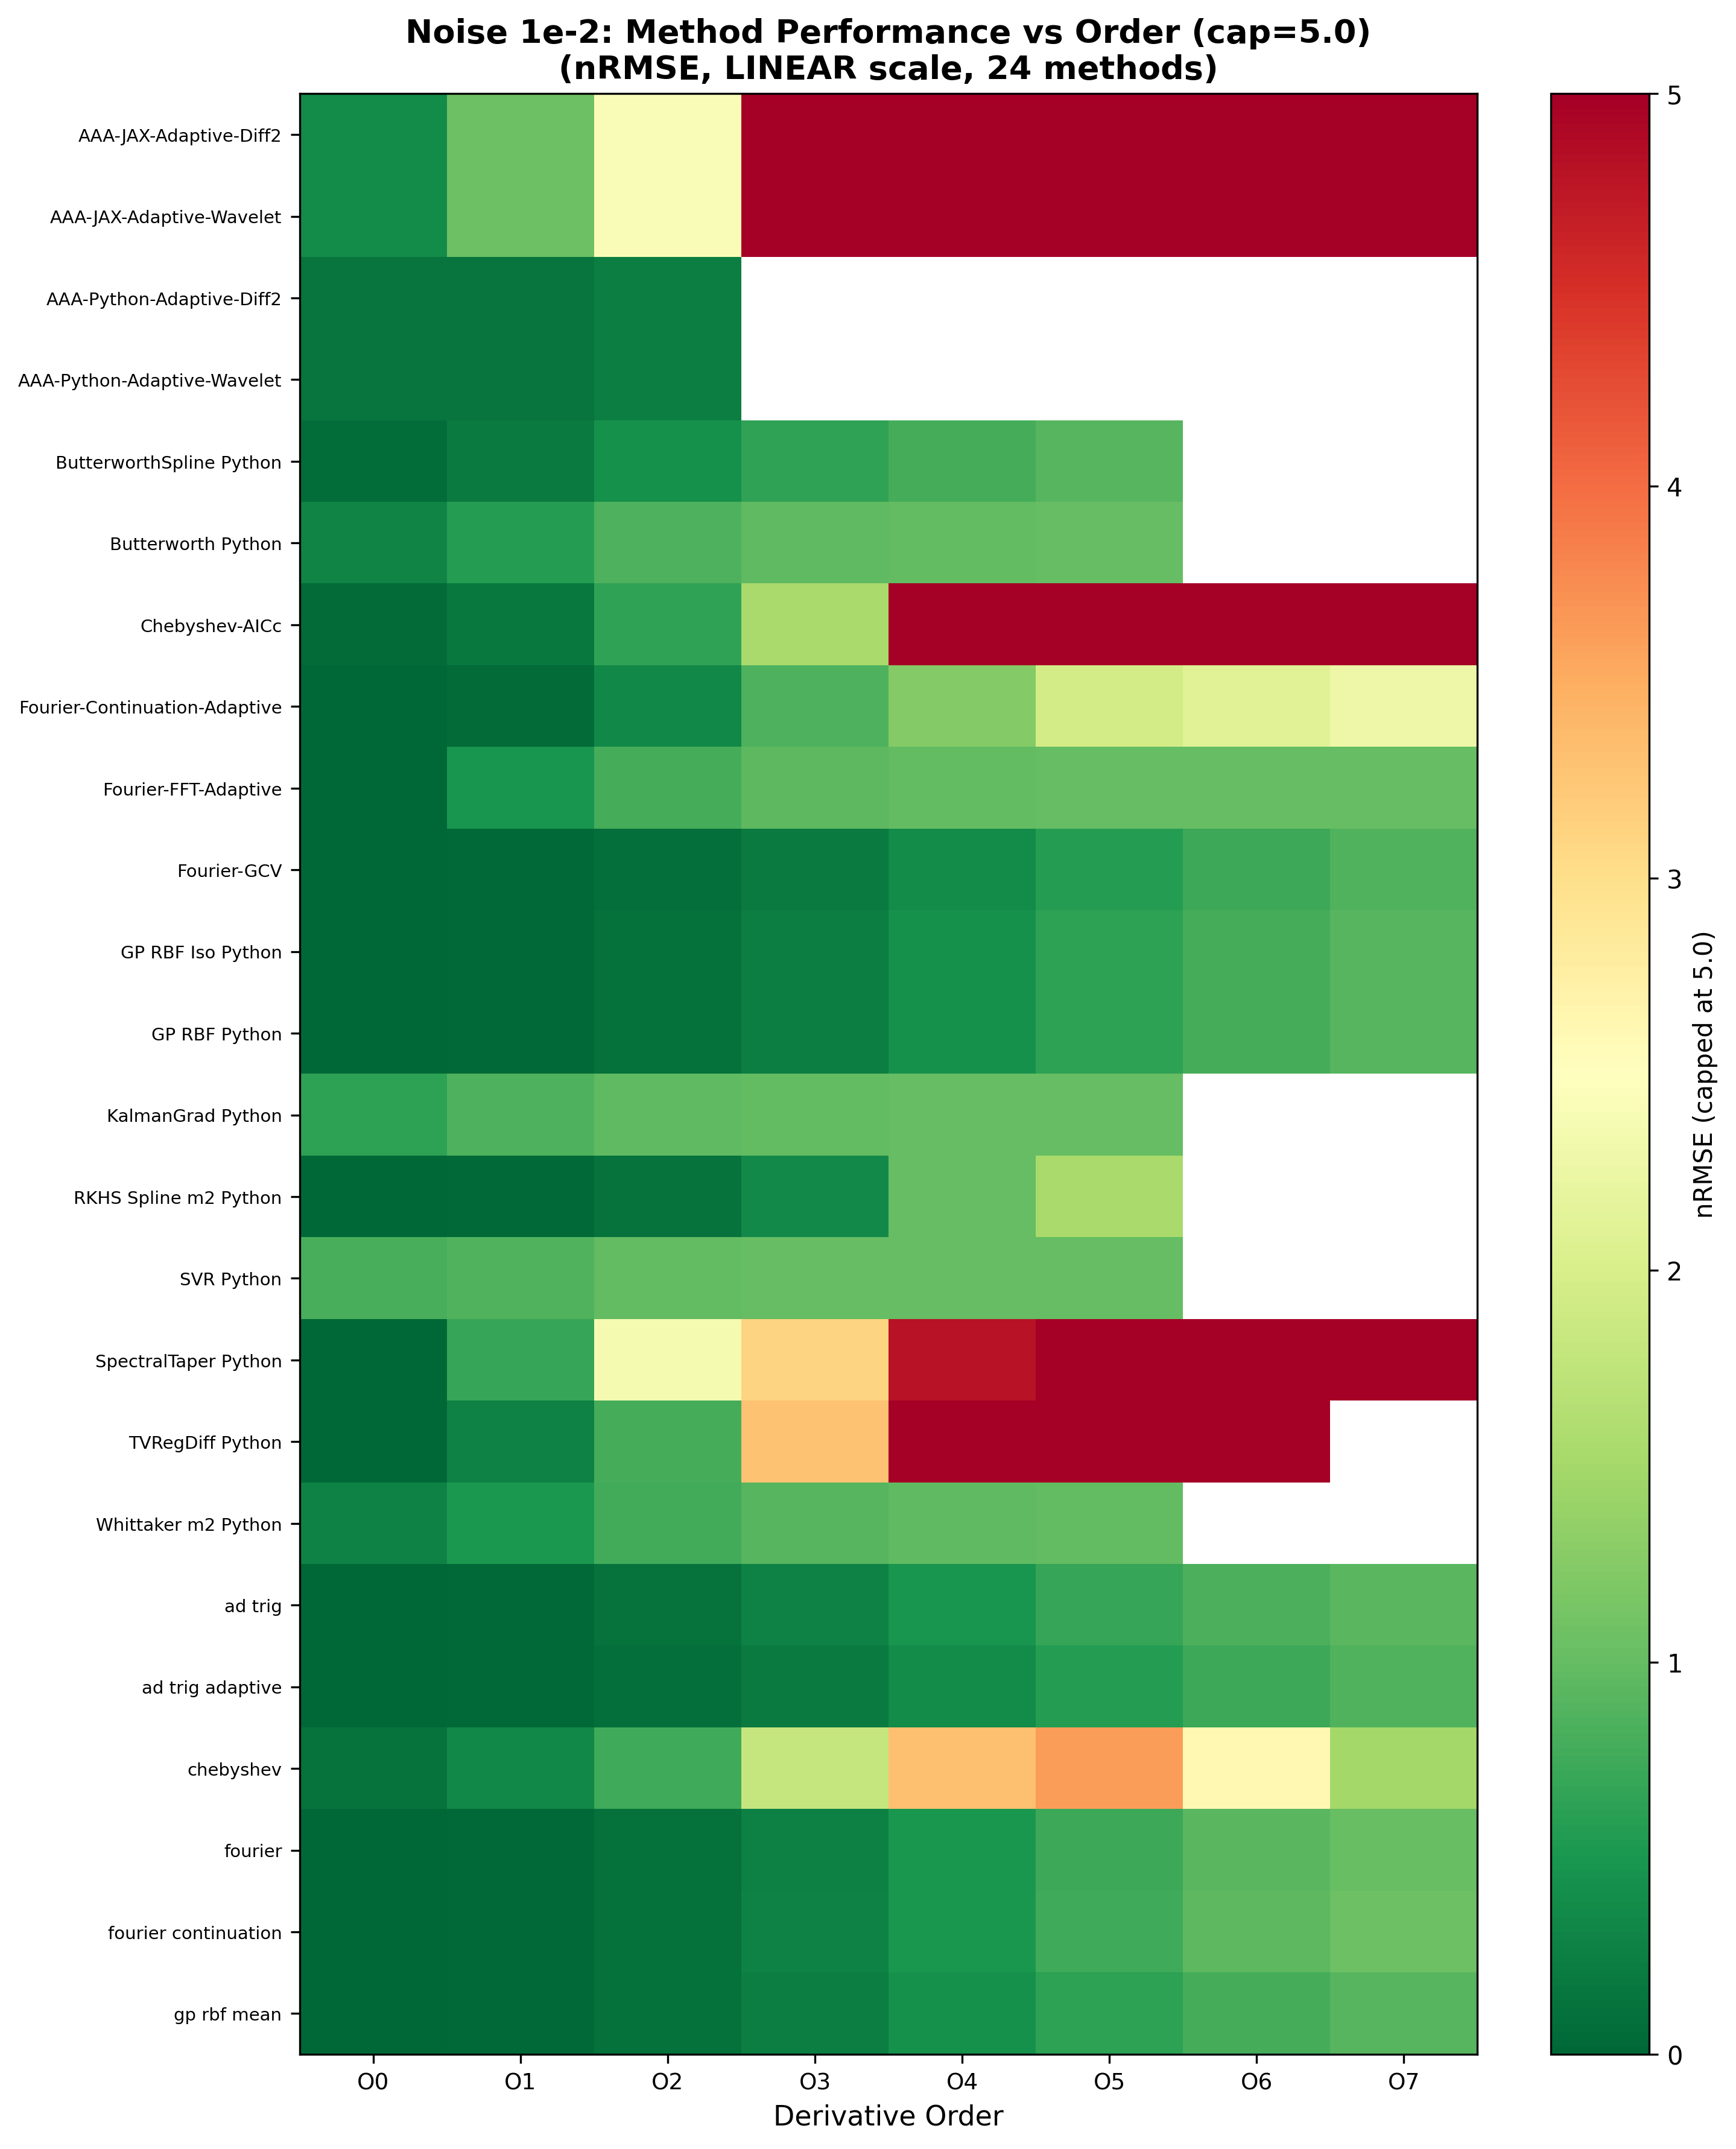 Noise 1e-2: Method Performance vs Order (cap=5.0)
(nRMSE, LINEAR scale, 24 methods)
AAA-JAX-Adaptive-Diff2
AAA-JAX-Adaptive-Wavelet
AAA-Python-Adaptive-Diff2
AAA-Python-Adaptive-Wavelet
ButterworthSpline Python
Butterworth Python
Chebyshev-AICc
Fourier-Continuation-Adaptive
Fourier-FFT-Adaptive
Fourier-GCV
GP RBF Iso Python
GP RBF Python
KalmanGrad Python
RKHS Spline m2 Python
SVR Python
SpectralTaper Python
TVRegDiff Python
Whittaker m2 Python
ad trig
ad trig adaptive
chebyshev
fourier
fourier continuation
gp rbf mean
O0 O1 O2 O3 O4 O5 O6 O7
Derivative Order
5
4
3
2
1
0
nRMSE (capped at 5.0)